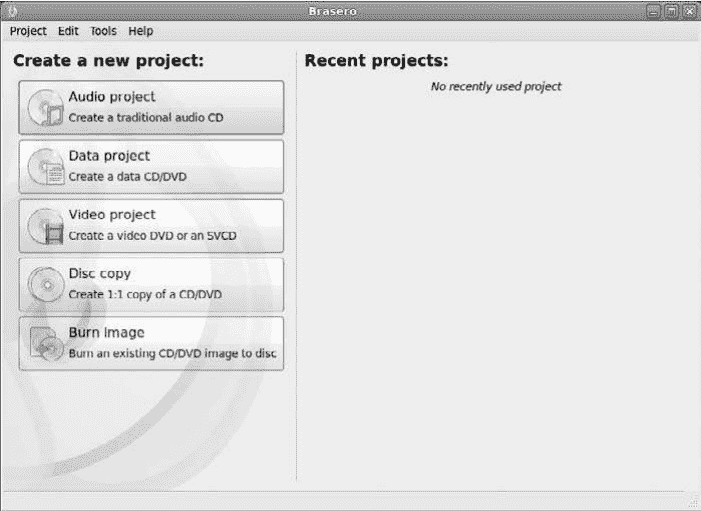 Brasero
Project Edit Tools Help
Create a new project:
Audio project
Create a traditional audio CD
Data project
Create a data CD/DVD
Video project
Create a video DVD or an SVCD
Disc copy
Create 1:1 copy of a CD/DVD
Burn image
Burn an existing CD/DVD image to disc
Recent projects:
No recently used project